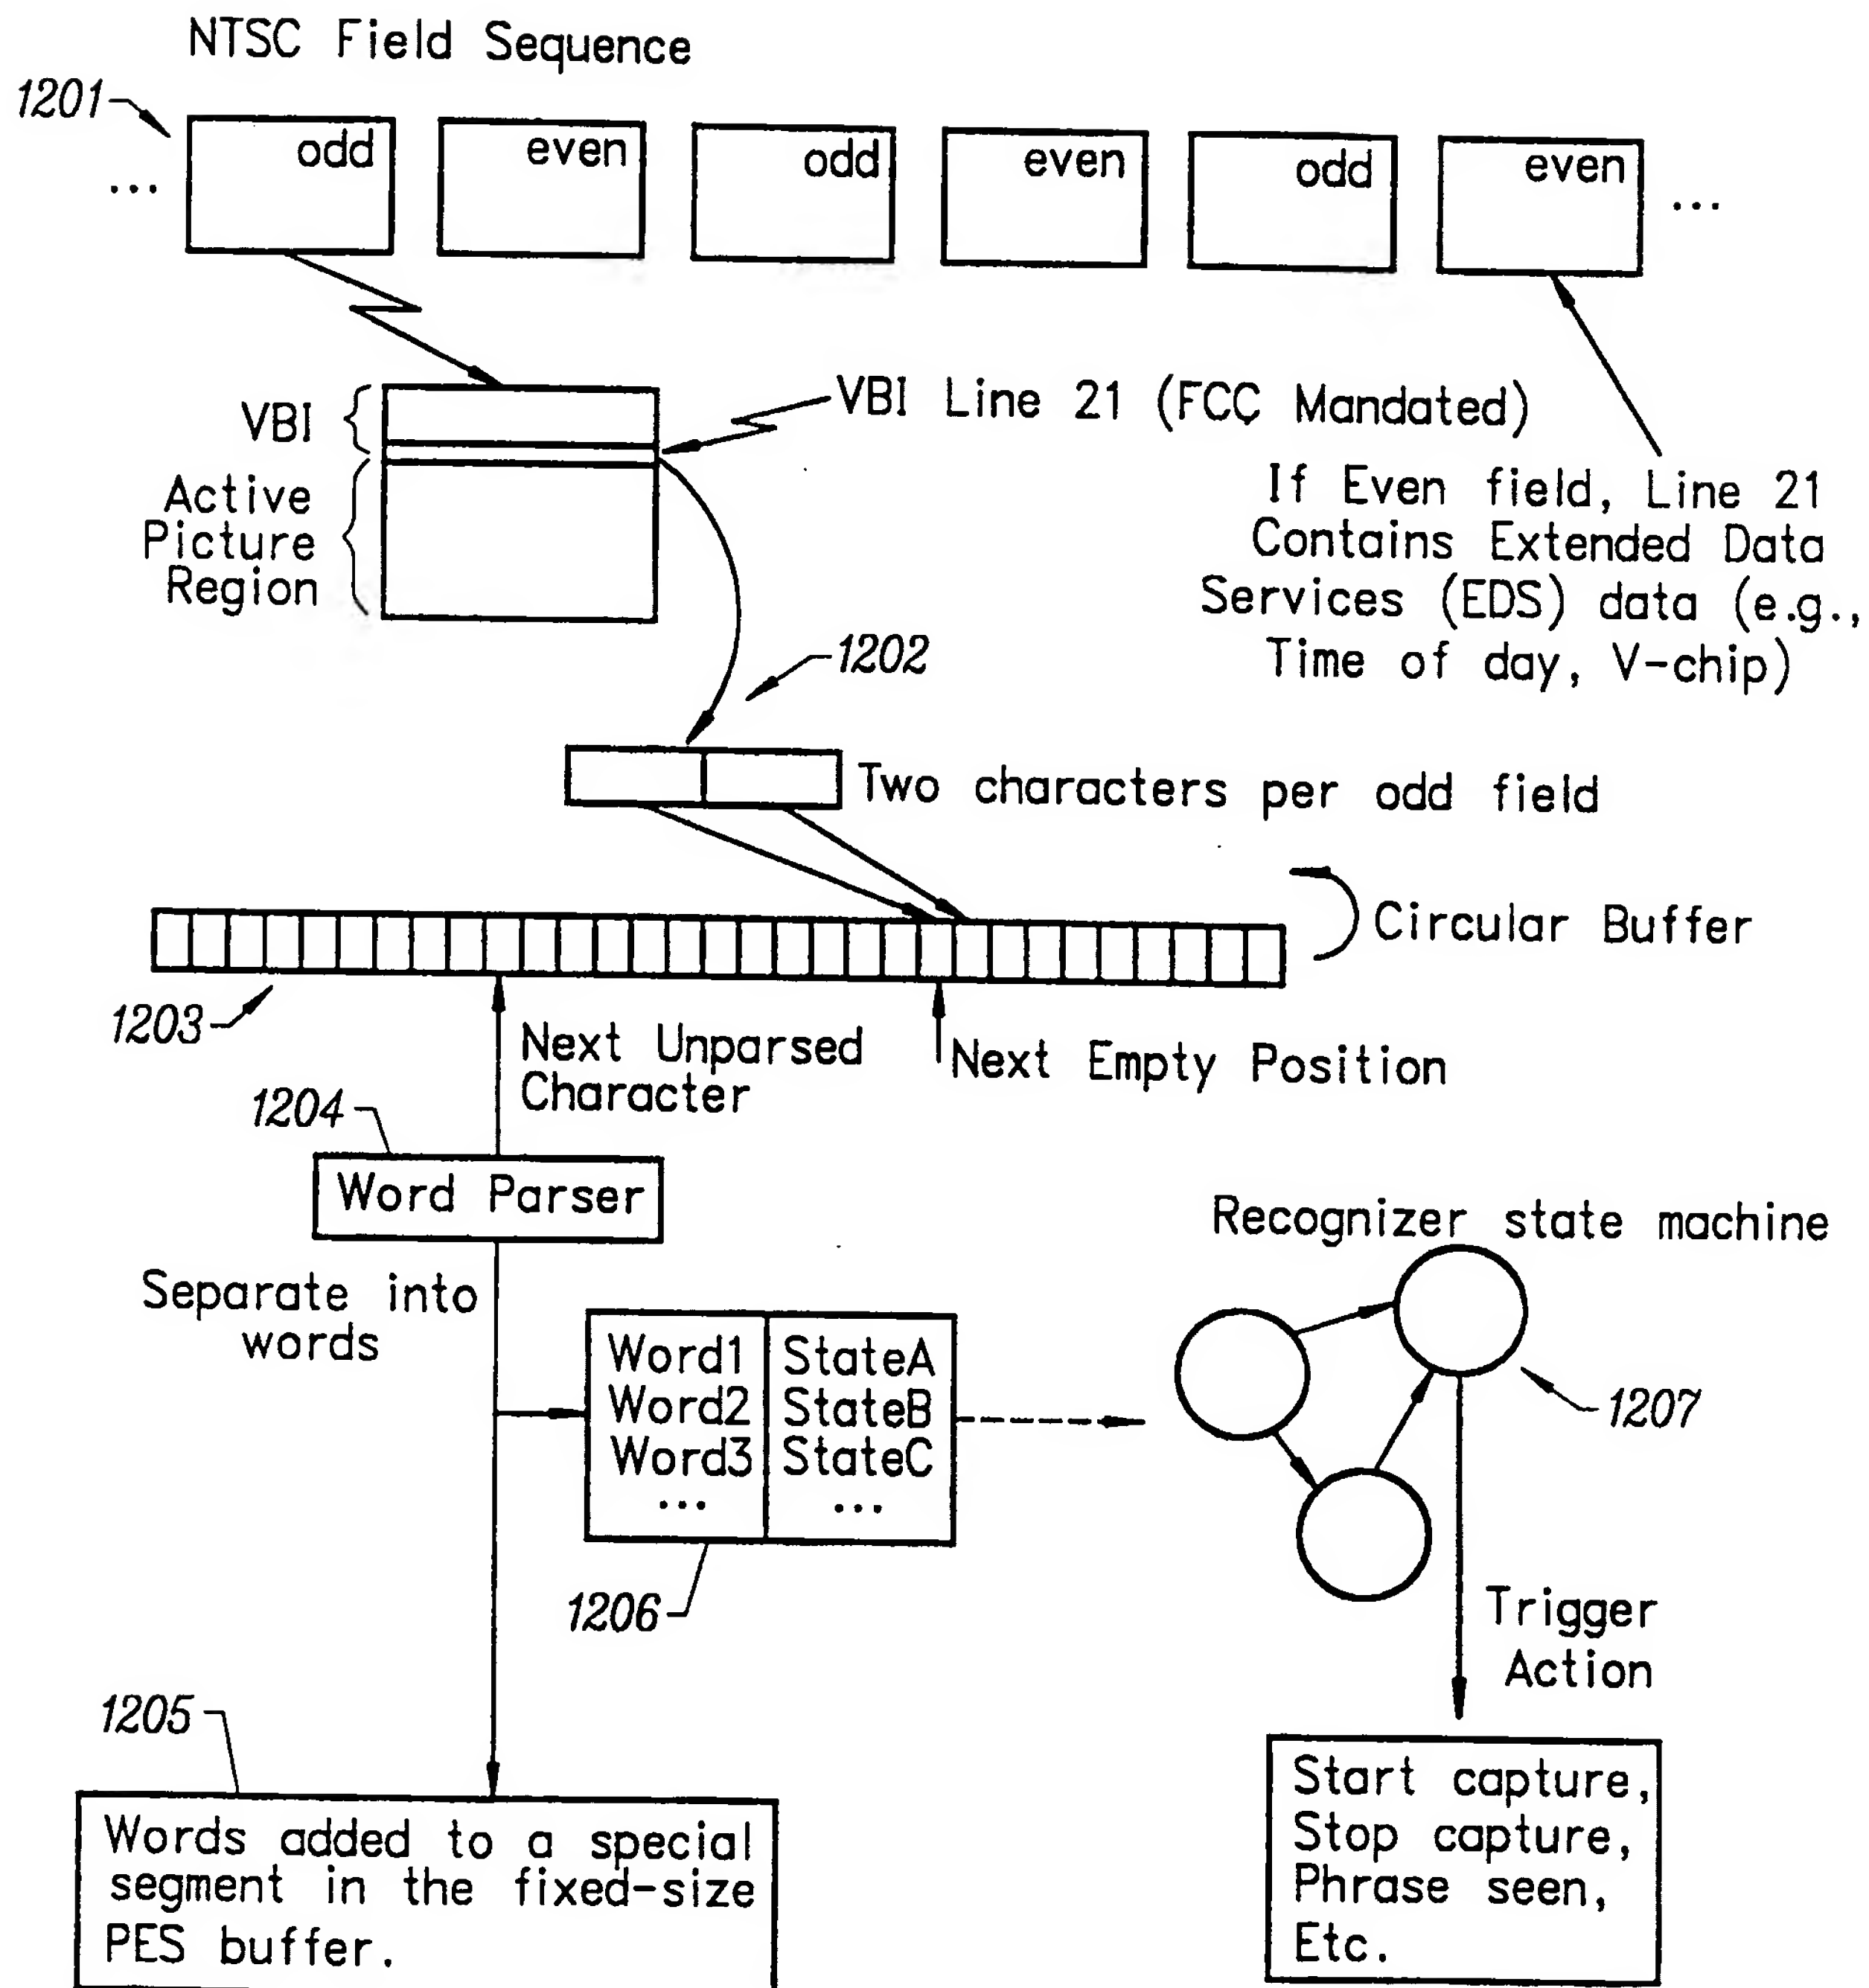 NTSC Field Sequence
1201
... odd even odd even odd even ...
VBI
VBI Line 21 (FCC Mandated)
Active
Picture
Region
If Even field, Line 21
Contains Extended Data
Services (EDS) data (e.g.,
Time of day, V-chip)
1202
Two characters per odd field
Circular Buffer
1203
Next Unparsed
Character
Next Empty Position
1204
Word Parser
Separate into
words
Word1 StateA
Word2 StateB
Word3 StateC
... ...
1206
Recognizer state machine
1207
Trigger
Action
1205
Words added to a special
segment in the fixed-size
PES buffer.
Start capture,
Stop capture,
Phrase seen,
Etc.